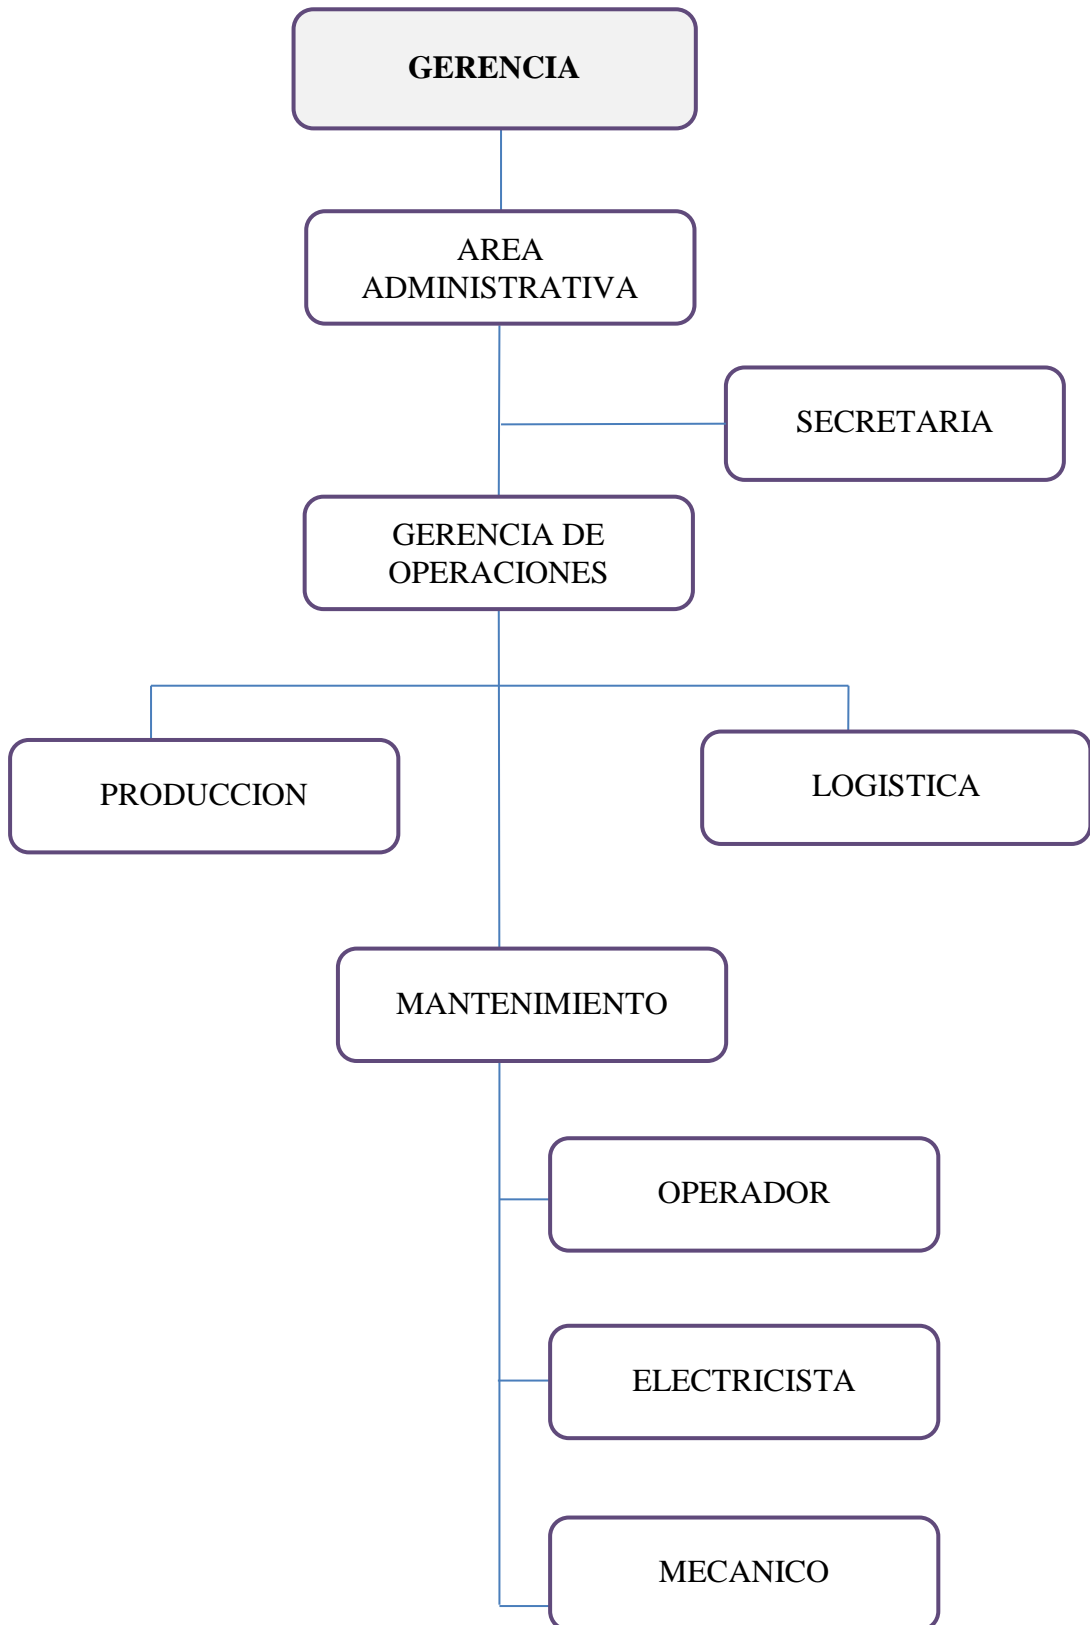 GERENCIA
AREA
ADMINISTRATIVA
SECRETARIA
GERENCIA DE
OPERACIONES
PRODUCCION
LOGISTICA
MANTENIMIENTO
OPERADOR
ELECTRICISTA
MECANICO